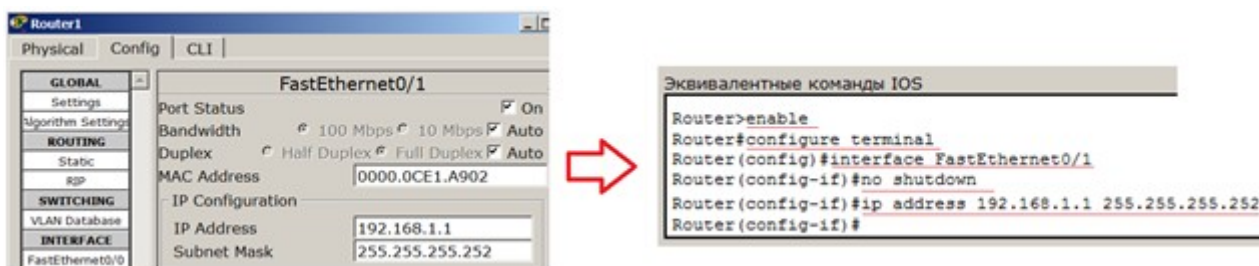 Router1
Physical Config CLI
GLOBAL
Settings
Algorithm Settings
ROUTING
Static
RIP
SWITCHING
VLAN Database
INTERFACE
FastEthernet0/0
FastEthernet0/1
Port Status On
Bandwidth 100 Mbps 10 Mbps Auto
Duplex Half Duplex Full Duplex Auto
MAC Address 0000.0CE1.A902
IP Configuration
IP Address 192.168.1.1
Subnet Mask 255.255.255.252
Эквивалентные команды IOS
Router>enable
Router#configure terminal
Router(config)#interface FastEthernet0/1
Router(config-if)#no shutdown
Router(config-if)#ip address 192.168.1.1 255.255.255.252
Router(config-if)#